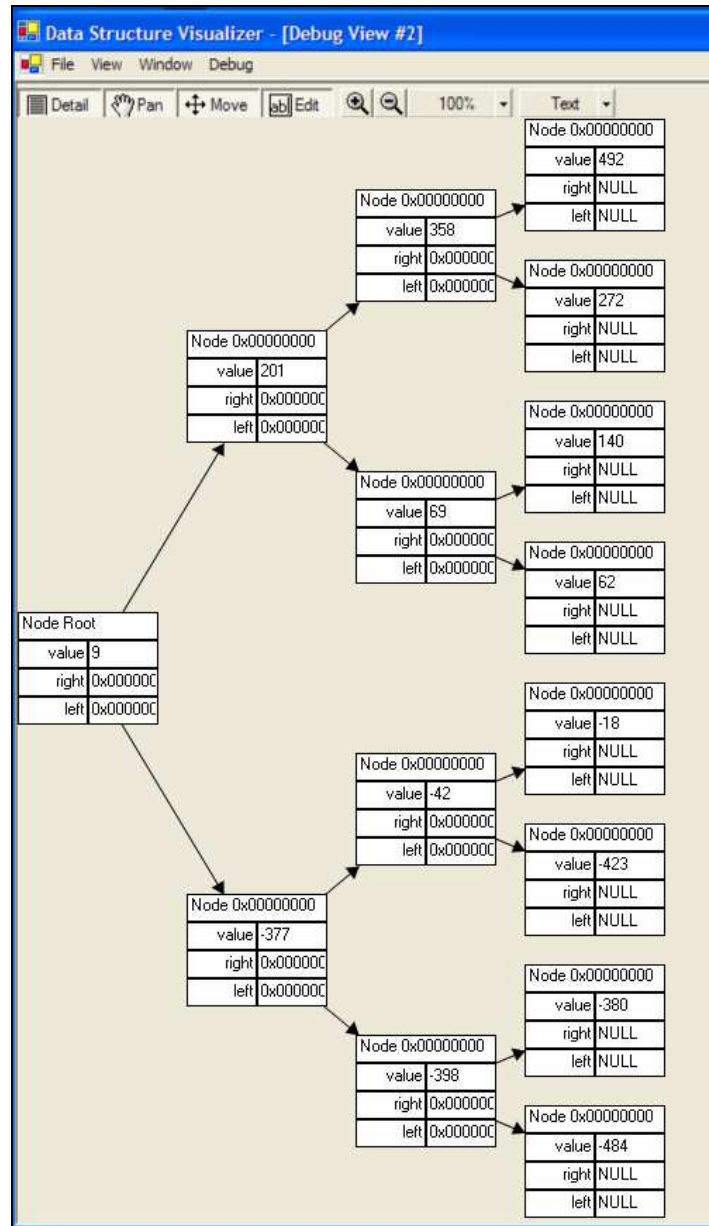 Data Structure Visualizer - [Debug View #2]
File View Window Debug
Detail Pan Move ab Edit 100% Text
Node 0x00000000
value 492
right NULL
left NULL
Node 0x00000000
value 358
right 0x000000
left 0x000000
Node 0x00000000
value 272
right NULL
left NULL
Node 0x00000000
value 201
right 0x000000
left 0x000000
Node 0x00000000
value 140
right NULL
left NULL
Node 0x00000000
value 69
right 0x000000
left 0x000000
Node 0x00000000
value 62
right NULL
left NULL
Node Root
value 9
right 0x000000
left 0x000000
Node 0x00000000
value -18
right NULL
left NULL
Node 0x00000000
value -42
right 0x000000
left 0x000000
Node 0x00000000
value -423
right NULL
left NULL
Node 0x00000000
value -377
right 0x000000
left 0x000000
Node 0x00000000
value -380
right NULL
left NULL
Node 0x00000000
value -398
right 0x000000
left 0x000000
Node 0x00000000
value -484
right NULL
left NULL